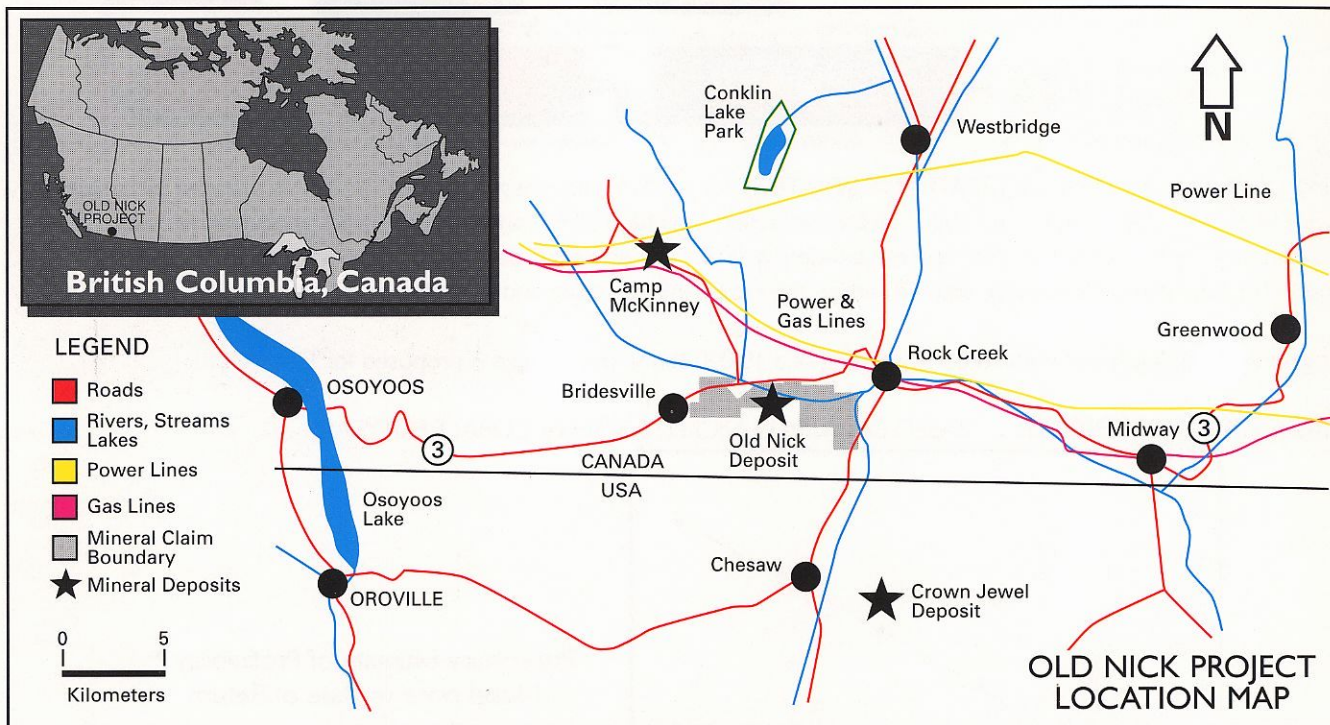 OLD NICK
PROJECT
British Columbia, Canada
N
Conklin
Lake
Park
Westbridge
Power Line
Camp
McKinney
Power &
Gas Lines
Greenwood
Rock Creek
LEGEND
Roads
Rivers, Streams
Lakes
Power Lines
Gas Lines
Mineral Claim
Boundary
Mineral Deposits
0 5
Kilometers
OSOYOOS
3
Bridesville
Old Nick
Deposit
3
Midway
CANADA
USA
Osoyoos
Lake
OROVILLE
Chesaw
Crown Jewel
Deposit
OLD NICK PROJECT
LOCATION MAP